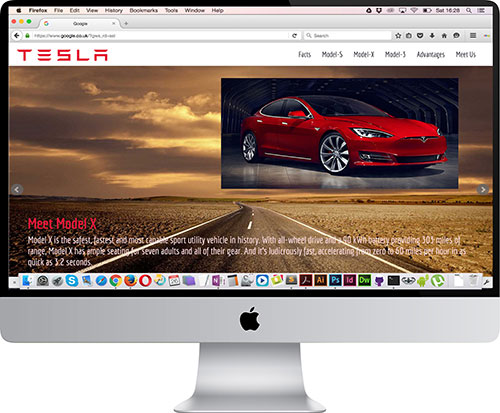 Firefox File Edit View History Bookmarks Tools Window Help Sat 16:28
Google
https://www.google.co.uk/?gws_rd=ssl
Search
TESLA Facts Model-S Model-X Model-3 Advantages Meet Us
Meet Model X
Model X is the safest, fastest and most capable sport utility vehicle in history. With all-wheel drive and a 90 kWh battery providing 303 miles of
range, Model X has ample seating for seven adults and all of their gear. And it's ludicrously fast, accelerating from zero to 60 miles per hour in as
quick as 3.2 seconds.
Ps Id Dw